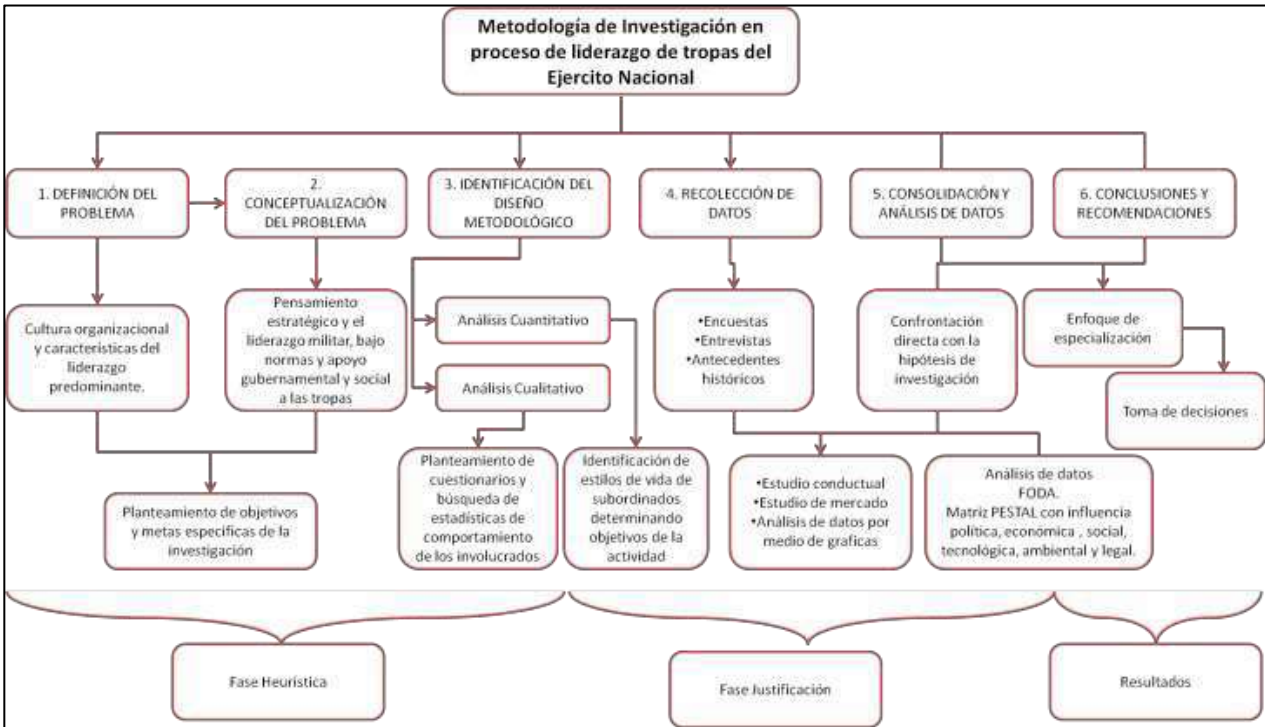 Metodología de Investigación en
proceso de liderazgo de tropas del
Ejercito Nacional
1. DEFINICIÓN DEL
PROBLEMA
2.
CONCEPTUALIZACIÓN
DEL PROBLEMA
3. IDENTIFICACIÓN DEL
DISEÑO
METODOLÓGICO
4. RECOLECCIÓN DE
DATOS
5. CONSOLIDACIÓN Y
ANÁLISIS DE DATOS
6. CONCLUSIONES Y
RECOMENDACIONES
Cultura organizacional
y características del
liderazgo
predominante.
Pensamiento
estratégico y el
liderazgo militar, bajo
normas y apoyo
gubernamental y social
a las tropas
Análisis Cuantitativo
Análisis Cualitativo
•Encuestas
•Entrevistas
•Antecedentes
históricos
Confrontación
directa con la
hipótesis de
investigación
Enfoque de
especialización
Toma de decisiones
Planteamiento de objetivos
y metas especificas de la
investigación
Planteamiento de
cuestionarios y
búsqueda de
estadísticas de
comportamiento
de los involucrados
Identificación de
estilos de vida de
subordinados
determinando
objetivos de la
actividad
•Estudio conductual
•Estudio de mercado
•Análisis de datos por
medio de graficas
Análisis de datos
FODA.
Matriz PESTAL con influencia
política, económica , social,
tecnológica, ambiental y legal.
Fase Heurística
Fase Justificación
Resultados